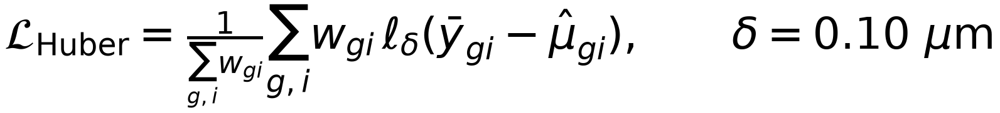 ℒ_Huber = 1/(∑_{g, i} w_{gi}) ∑_{g, i} w_{gi} ℓ_δ(ȳ_{gi} − μ̂_{gi}), δ = 0.10 μm